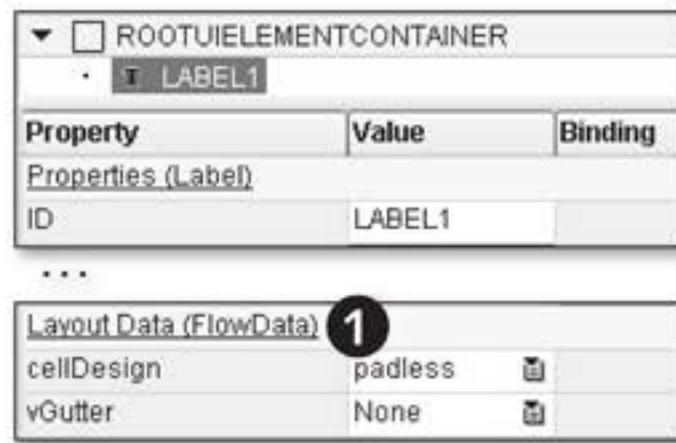 ROOTUIELEMENTCONTAINER
T LABEL1
Property Value Binding
Properties (Label)
ID LABEL1
...
Layout Data (FlowData) 1
cellDesign padless
vGutter None